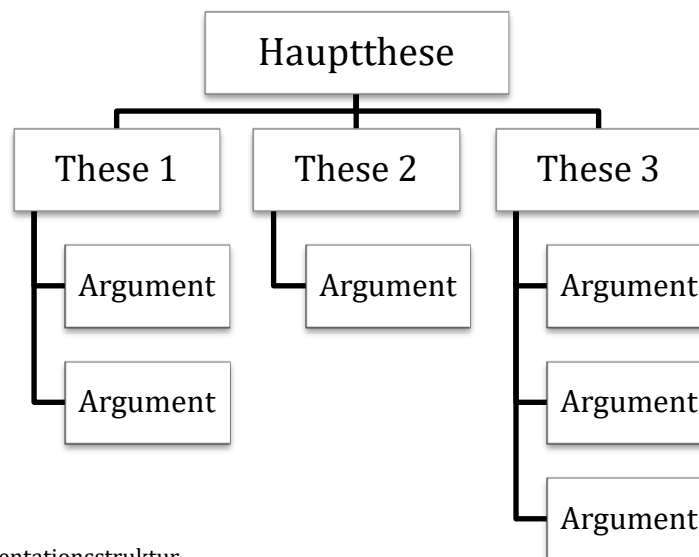 Hauptthese
These 1
These 2
These 3
Argument
Argument
Argument
Argument
Argument
Argument